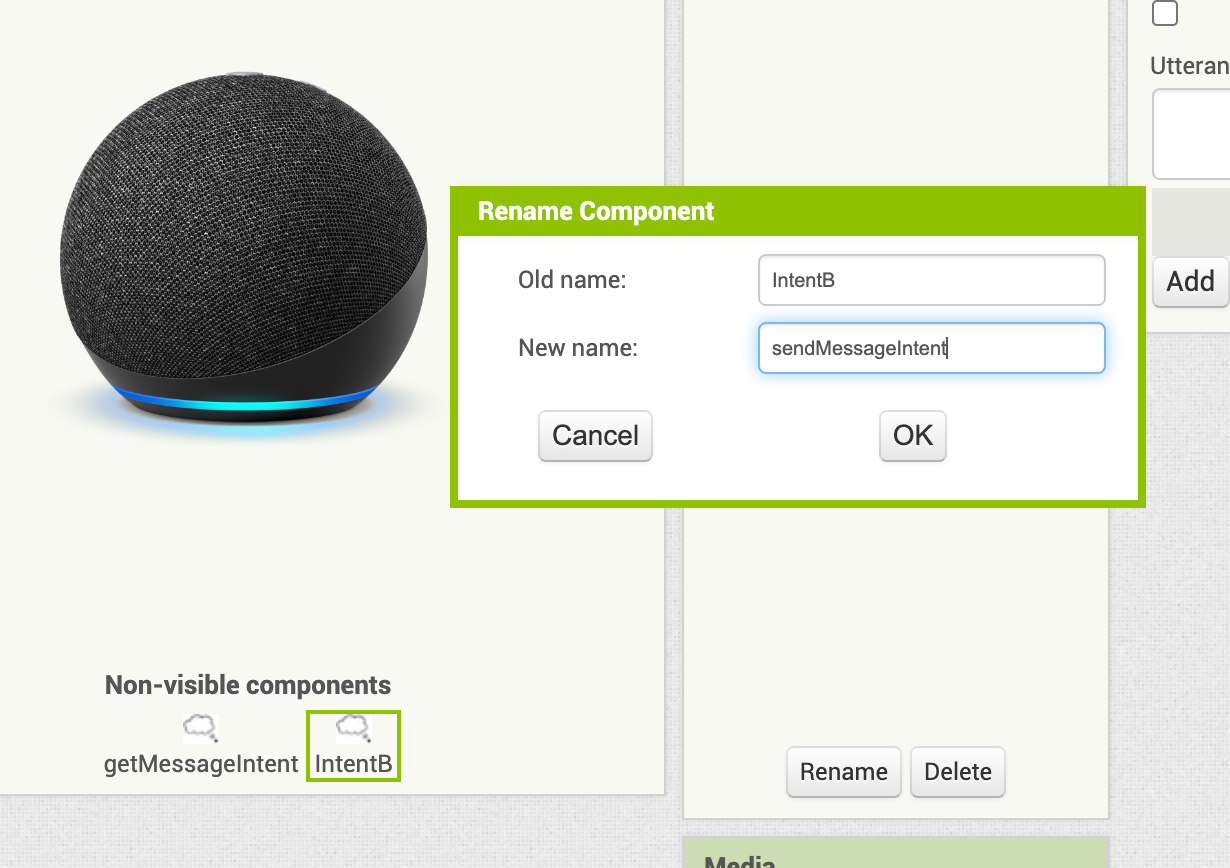 Rename Component
Old name:
IntentB
New name:
sendMessageIntent
Cancel
OK
Non-visible components
getMessageIntent
IntentB
Rename
Delete
Media
Utteran
Add